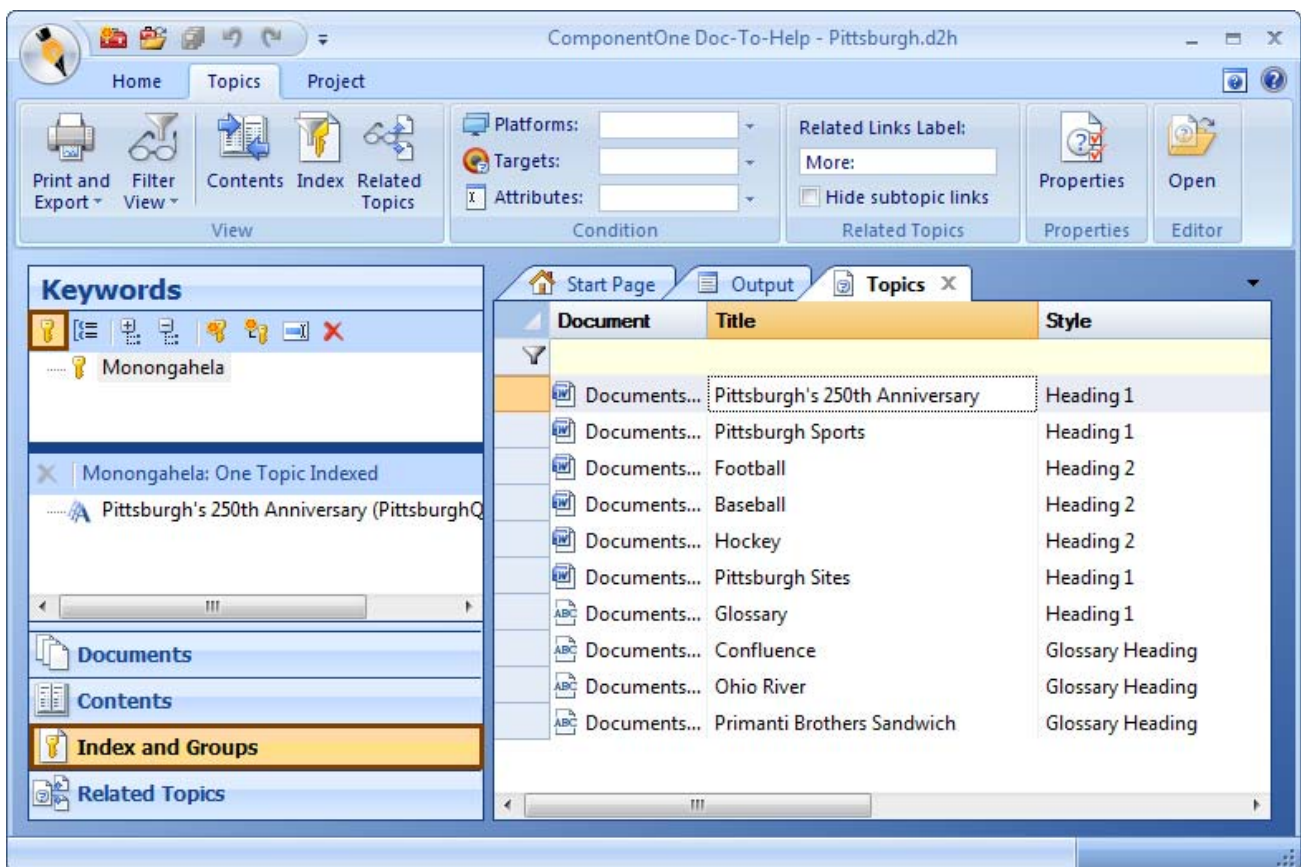 ComponentOne Doc-To-Help - Pittsburgh.d2h
Home Topics Project
Print and Export
Filter View
Contents
Index
Related Topics
View
Platforms:
Targets:
Attributes:
Condition
Related Links Label:
More:
Hide subtopic links
Related Topics
Properties
Properties
Open
Editor
Keywords
Monongahela
Monongahela: One Topic Indexed
Pittsburgh's 250th Anniversary (PittsburghQ
Documents
Contents
Index and Groups
Related Topics
Start Page Output Topics
Document Title Style
Documents... Pittsburgh's 250th Anniversary Heading 1
Documents... Pittsburgh Sports Heading 1
Documents... Football Heading 2
Documents... Baseball Heading 2
Documents... Hockey Heading 2
Documents... Pittsburgh Sites Heading 1
Documents... Glossary Heading 1
Documents... Confluence Glossary Heading
Documents... Ohio River Glossary Heading
Documents... Primanti Brothers Sandwich Glossary Heading